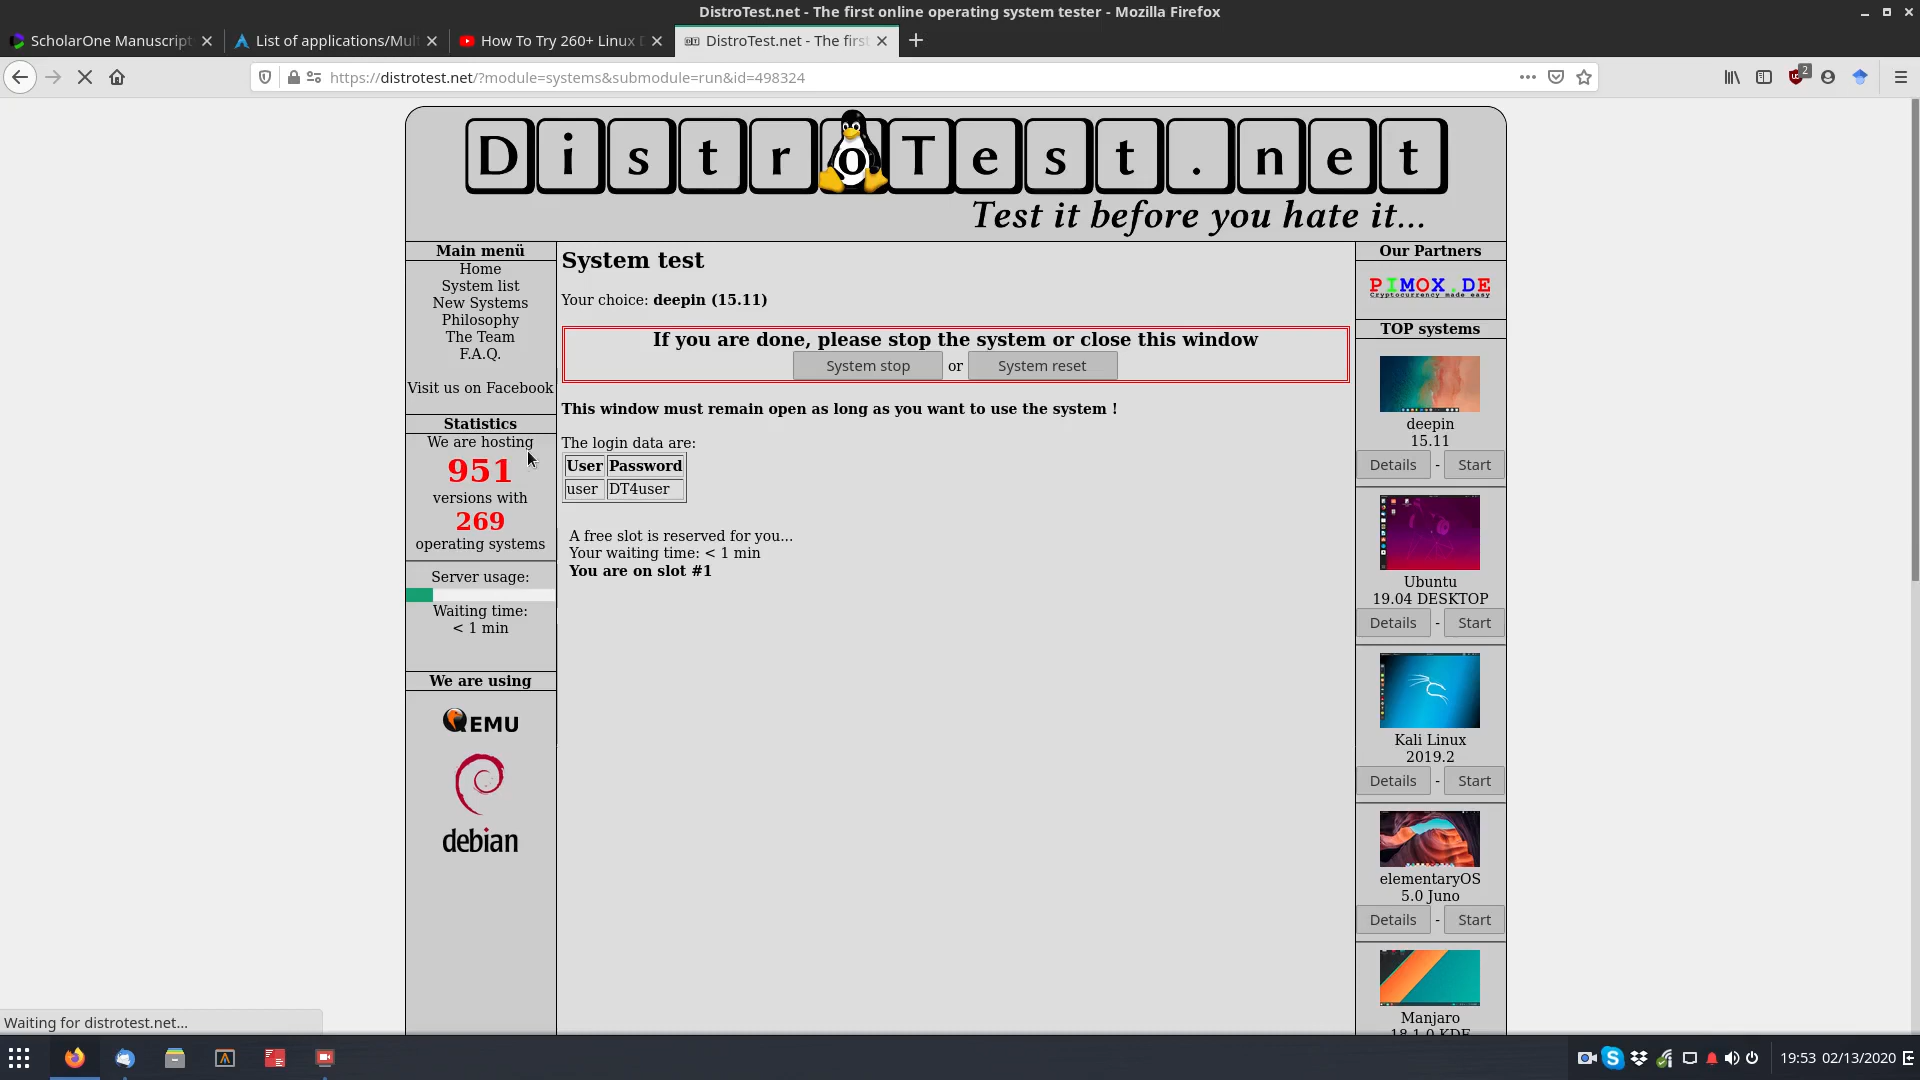 DistroTest.net - The first online operating system tester - Mozilla Firefox
ScholarOne Manuscript
List of applications/Mul
How To Try 260+ Linux D
DistroTest.net - The first
https://distrotest.net/?module=systems&submodule=run&id=498324
2
DistroTest.net
Test it before you hate it...
Main menü
Home
System list
New Systems
Philosophy
The Team
F.A.Q.
Visit us on Facebook
Statistics
We are hosting
951
versions with
269
operating systems
Server usage:
Waiting time:
< 1 min
We are using
QEMU
debian
System test
Your choice: deepin (15.11)
If you are done, please stop the system or close this window
System stop or System reset
This window must remain open as long as you want to use the system !
The login data are:
User Password
user DT4user
A free slot is reserved for you...
Your waiting time: < 1 min
You are on slot #1
Our Partners
PIMOX.DE
Cryptocurrency made easy
TOP systems
deepin
15.11
Details - Start
Ubuntu
19.04 DESKTOP
Details - Start
Kali Linux
2019.2
Details - Start
elementaryOS
5.0 Juno
Details - Start
Manjaro
18.1.0 KDE
Waiting for distrotest.net...
19:53 02/13/2020